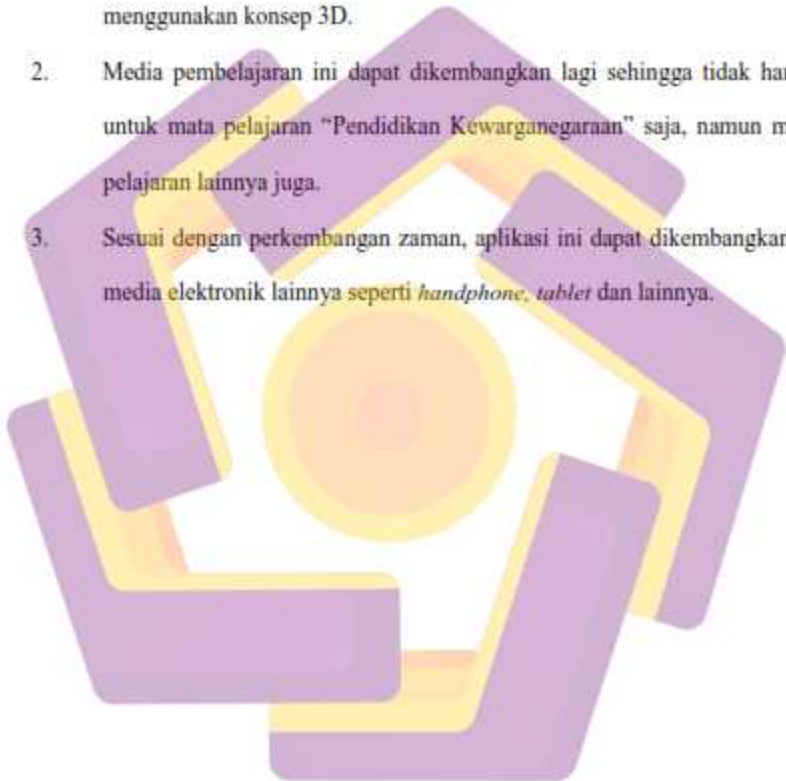 menggunakan konsep 3D.
2. Media pembelajaran ini dapat dikembangkan lagi sehingga tidak
untuk mata pelajaran “Pendidikan Kewarganegaraan” saja, namun
pelajaran lainnya juga.
3. Sesuai dengan perkembangan zaman, aplikasi ini dapat dikembangkan
media elektronik lainnya seperti handphone, tablet dan lainnya.